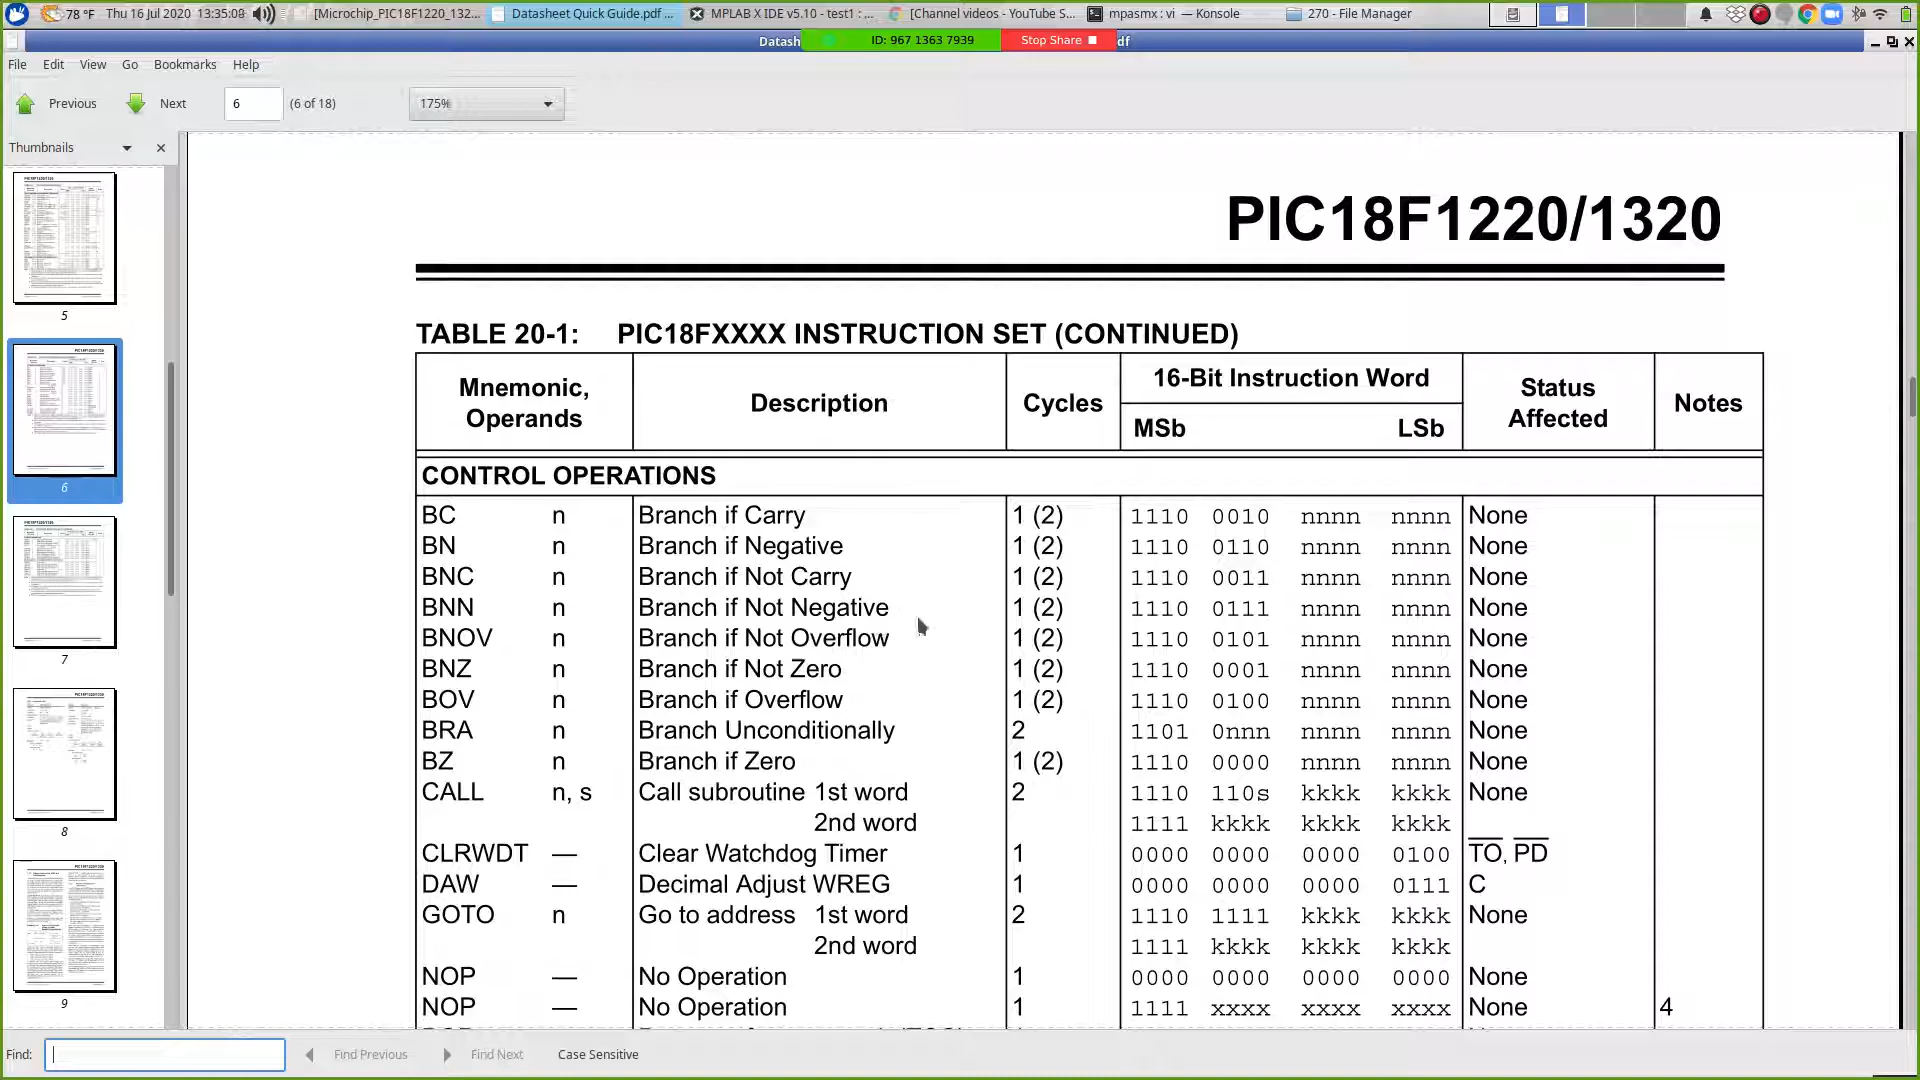 78 °F Thu 16 Jul 2020 13:35:08 [Microchip_PIC18F1220_132... Datasheet Quick Guide.pdf ... MPLAB X IDE v5.10 - test1 : ... [Channel videos - YouTube S... mpasmx : vi — Konsole 270 - File Manager
Datash ID: 967 1363 7939 Stop Share df
File Edit View Go Bookmarks Help
Previous Next 6 (6 of 18) 175%
Thumbnails
5
6
7
8
9
PIC18F1220/1320
TABLE 20-1: PIC18FXXXX INSTRUCTION SET (CONTINUED)
Mnemonic, Operands Description Cycles 16-Bit Instruction Word MSb LSb Status Affected Notes
CONTROL OPERATIONS
BC n Branch if Carry 1 (2) 1110 0010 nnnn nnnn None
BN n Branch if Negative 1 (2) 1110 0110 nnnn nnnn None
BNC n Branch if Not Carry 1 (2) 1110 0011 nnnn nnnn None
BNN n Branch if Not Negative 1 (2) 1110 0111 nnnn nnnn None
BNOV n Branch if Not Overflow 1 (2) 1110 0101 nnnn nnnn None
BNZ n Branch if Not Zero 1 (2) 1110 0001 nnnn nnnn None
BOV n Branch if Overflow 1 (2) 1110 0100 nnnn nnnn None
BRA n Branch Unconditionally 2 1101 0nnn nnnn nnnn None
BZ n Branch if Zero 1 (2) 1110 0000 nnnn nnnn None
CALL n, s Call subroutine 1st word 2 1110 110s kkkk kkkk None
2nd word 1111 kkkk kkkk kkkk
CLRWDT — Clear Watchdog Timer 1 0000 0000 0000 0100 T̅O̅, P̅D̅
DAW — Decimal Adjust WREG 1 0000 0000 0000 0111 C
GOTO n Go to address 1st word 2 1110 1111 kkkk kkkk None
2nd word 1111 kkkk kkkk kkkk
NOP — No Operation 1 0000 0000 0000 0000 None
NOP — No Operation 1 1111 xxxx xxxx xxxx None 4
Find: Find Previous Find Next Case Sensitive